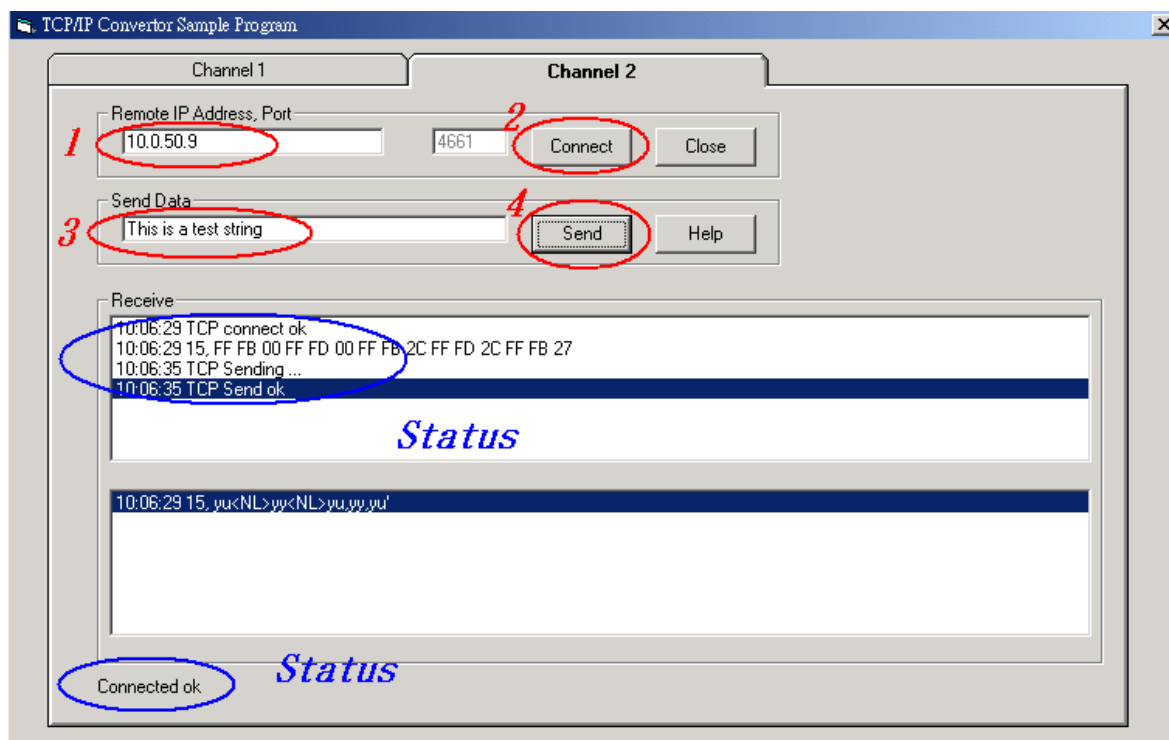 TCP/IP Convertor Sample Program
Channel 1
Channel 2
Remote IP Address, Port
1
10.0.50.9
4661
2
Connect
Close
Send Data
3
This is a test string
4
Send
Help
Receive
10:06:29 TCP connect ok
10:06:29 15, FF FB 00 FF FD 00 FF FB 2C FF FD 2C FF FB 27
10:06:35 TCP Sending ...
10:06:35 TCP Send ok
Status
10:06:29 15, yu<NL>yy<NL>yu,yy,yu'
Status
Connected ok